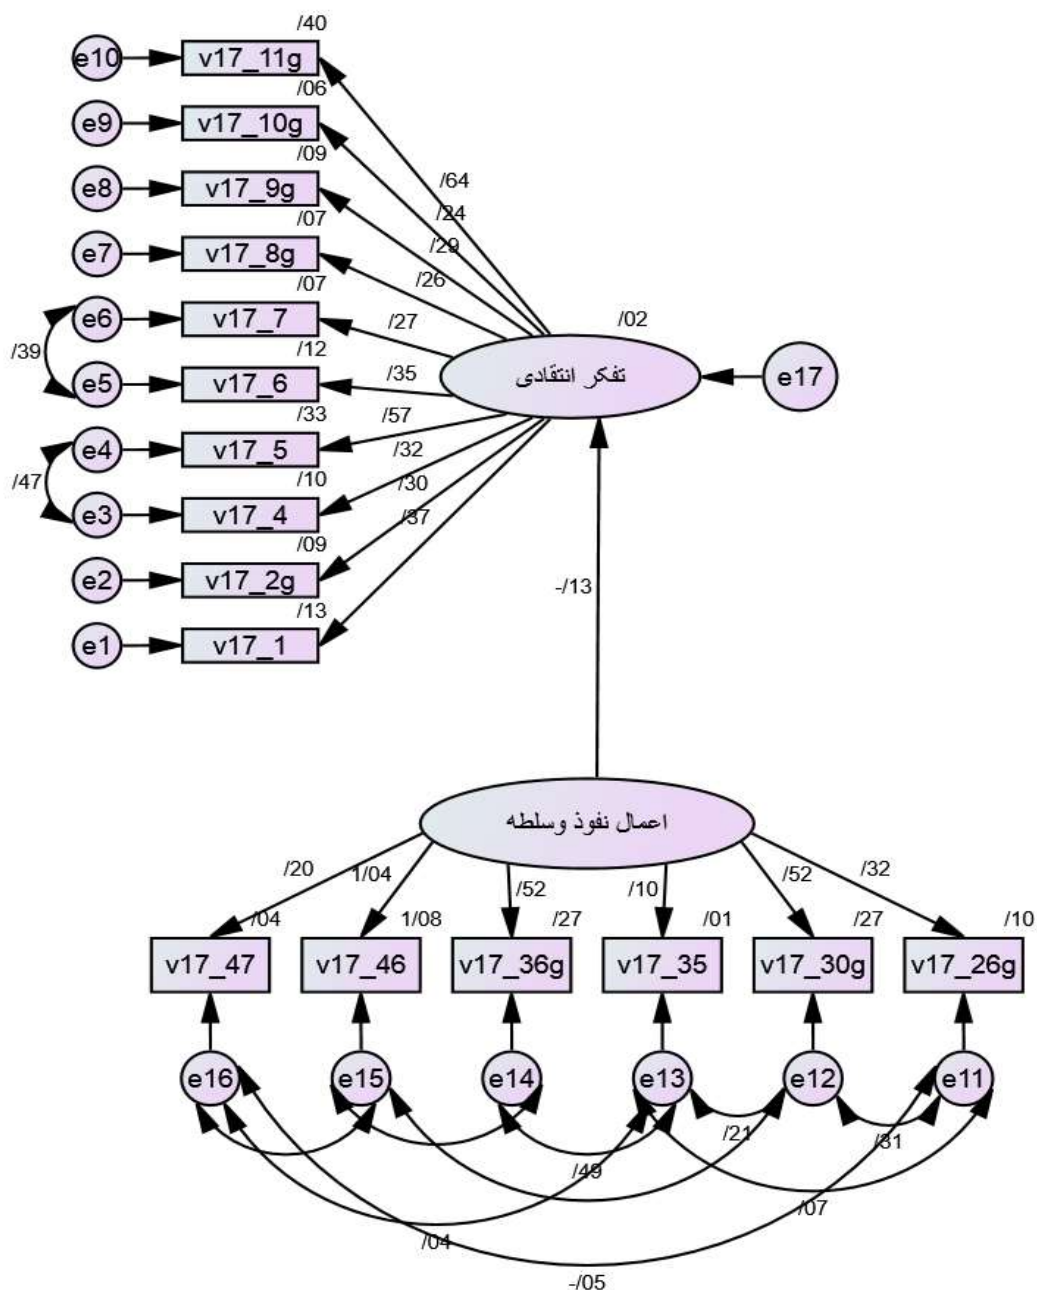 /40
e10 v17_11g
/06
e9 v17_10g
/09
e8 v17_9g
/64
/07
/24
e7 v17_8g
/29
/07
/26
e6 v17_7
/27
/02
/39
/12
e5 v17_6
/35
تفکر انتقادی
e17
/33
/57
e4 v17_5
/32
/47
/10
/30
e3 v17_4
/37
/09
e2 v17_2g
/13
e1 v17_1
-/13
اعمال نفوذ وسلطه
/20 1/04 /52 /10 /52 /32
/04 1/08 /27 /01 /27 /10
v17_47 v17_46 v17_36g v17_35 v17_30g v17_26g
e16 e15 e14 e13 e12 e11
/21 /31
/49
/07
/04
-/05